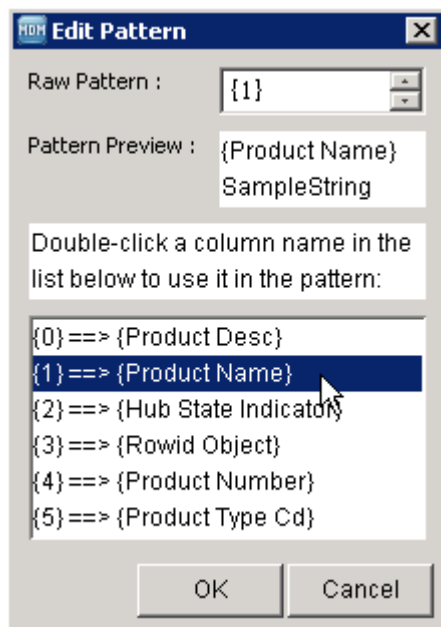 MDM Edit Pattern
Raw Pattern : {1}
Pattern Preview : {Product Name}
SampleString
Double-click a column name in the
list below to use it in the pattern:
{0} ==> {Product Desc}
{1} ==> {Product Name}
{2} ==> {Hub State Indicator}
{3} ==> {Rowid Object}
{4} ==> {Product Number}
{5} ==> {Product Type Cd}
OK Cancel